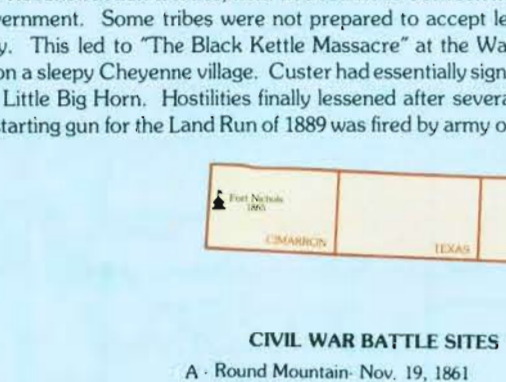 vernment. Some tribes were not prepared to accept le
y. This led to "The Black Kettle Massacre" at the Wa
on a sleepy Cheyenne village. Custer had essentially sign
Little Big Horn. Hostilities finally lessened after severa
tarting gun for the Land Run of 1889 was fired by army o
Fort Nichols
1865
CIMARRON
TEXAS
CIVIL WAR BATTLE SITES
A - Round Mountain- Nov. 19, 1861